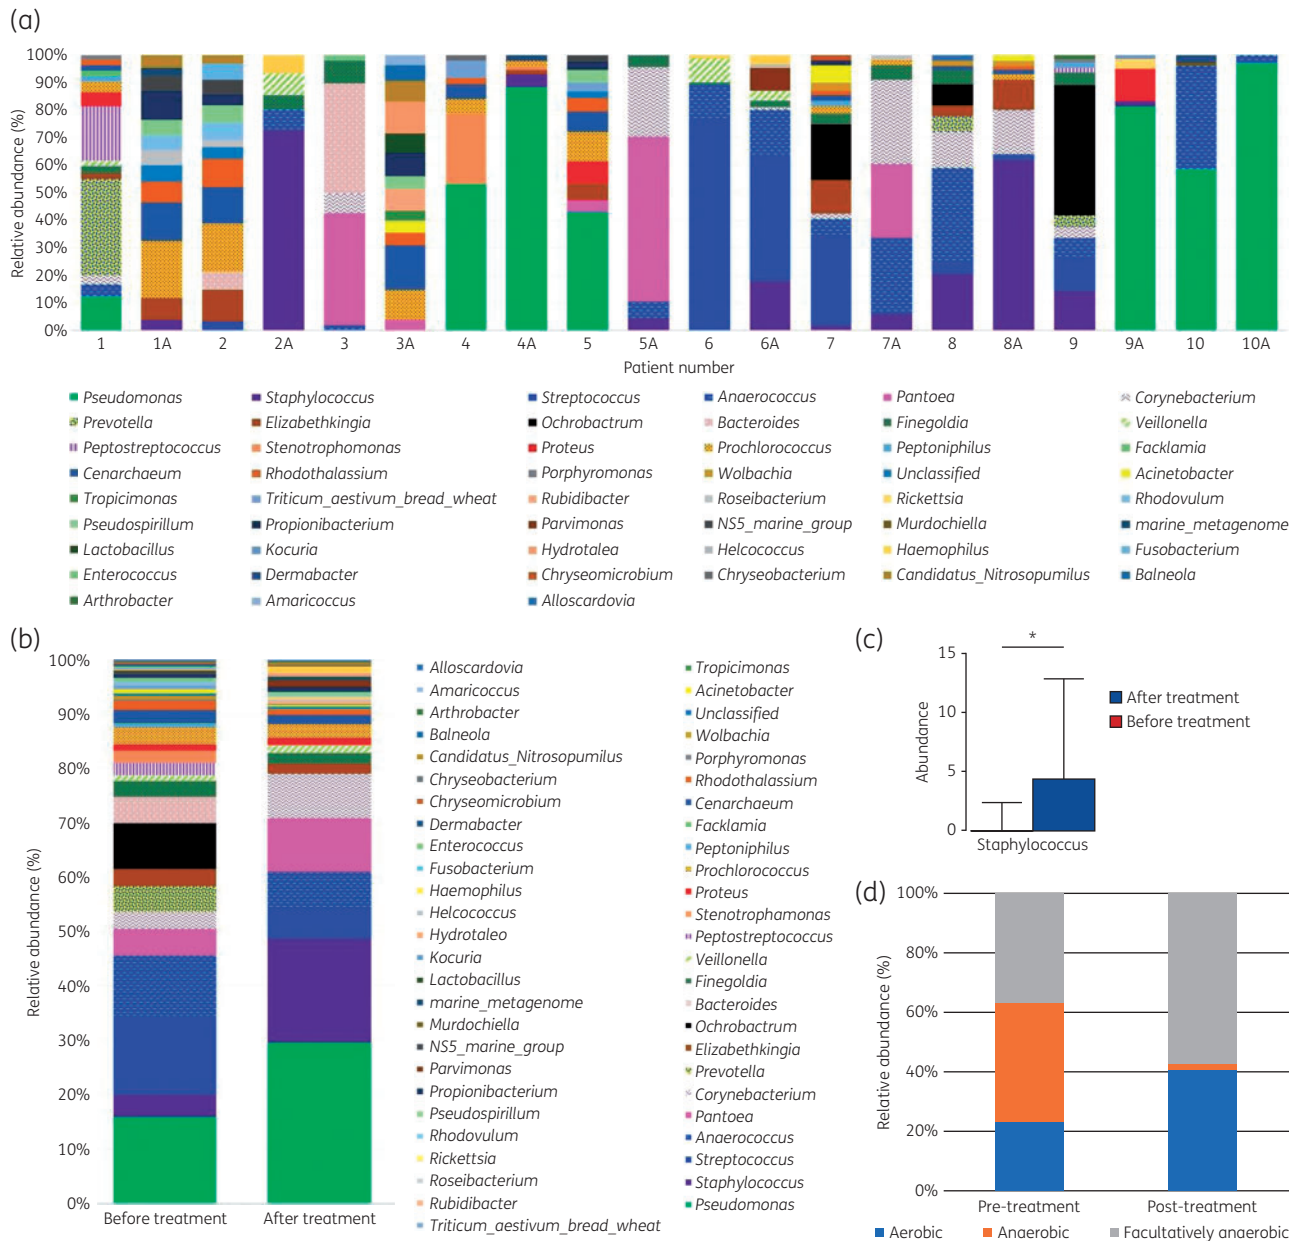 (a)
100%
90%
80%
70%
60%
50%
40%
30%
20%
10%
0%
Relative abundance (%)
1 1A 2 2A 3 3A 4 4A 5 5A 6 6A 7 7A 8 8A 9 9A 10 10A
Patient number
Pseudomonas Staphylococcus Streptococcus Anaerococcus Pantoea Corynebacterium
Prevotella Elizabethkingia Ochrobactrum Bacteroides Finegoldia Veillonella
Peptostreptococcus Stenotrophomonas Proteus Prochlorococcus Peptoniphilus Facklamia
Cenarchaeum Rhodothalassium Porphyromonas Wolbachia Unclassified Acinetobacter
Tropicimonas Triticum_aestivum_bread_wheat Rubidibacter Roseibacterium Rickettsia Rhodovulum
Pseudospirillum Propionibacterium Parvimonas NS5_marine_group Murdochiella marine_metagenome
Lactobacillus Kocuria Hydrotalea Helcococcus Haemophilus Fusobacterium
Enterococcus Dermabacter Chryseomicrobium Chryseobacterium Candidatus_Nitrosopumilus Balneola
Arthrobacter Amaricoccus Alloscardovia
(b)
100%
90%
80%
70%
60%
50%
40%
30%
20%
10%
0%
Relative abundance (%)
Before treatment After treatment
Alloscardovia
Amaricoccus
Arthrobacter
Balneola
Candidatus_Nitrosopumilus
Chryseobacterium
Chryseomicrobium
Dermabacter
Enterococcus
Fusobacterium
Haemophilus
Helcococcus
Hydrotaleo
Kocuria
Lactobacillus
marine_metagenome
Murdochiella
NS5_marine_group
Parvimonas
Propionibacterium
Pseudospirillum
Rhodovulum
Rickettsia
Roseibacterium
Rubidibacter
Triticum_aestivum_bread_wheat
Tropicimonas
Acinetobacter
Unclassified
Wolbachia
Porphyromonas
Rhodothalassium
Cenarchaeum
Facklamia
Peptoniphilus
Prochlorococcus
Proteus
Stenotrophamonas
Peptostreptococcus
Veillonella
Finegoldia
Bacteroides
Ochrobactrum
Elizabethkingia
Prevotella
Corynebacterium
Pantoea
Anaerococcus
Streptococcus
Staphylococcus
Pseudomonas
(c)
15
10
5
0
Abundance
*
Staphylococcus
After treatment
Before treatment
(d)
100%
80%
60%
40%
20%
0%
Relative abundance (%)
Pre-treatment Post-treatment
Aerobic Anaerobic Facultatively anaerobic